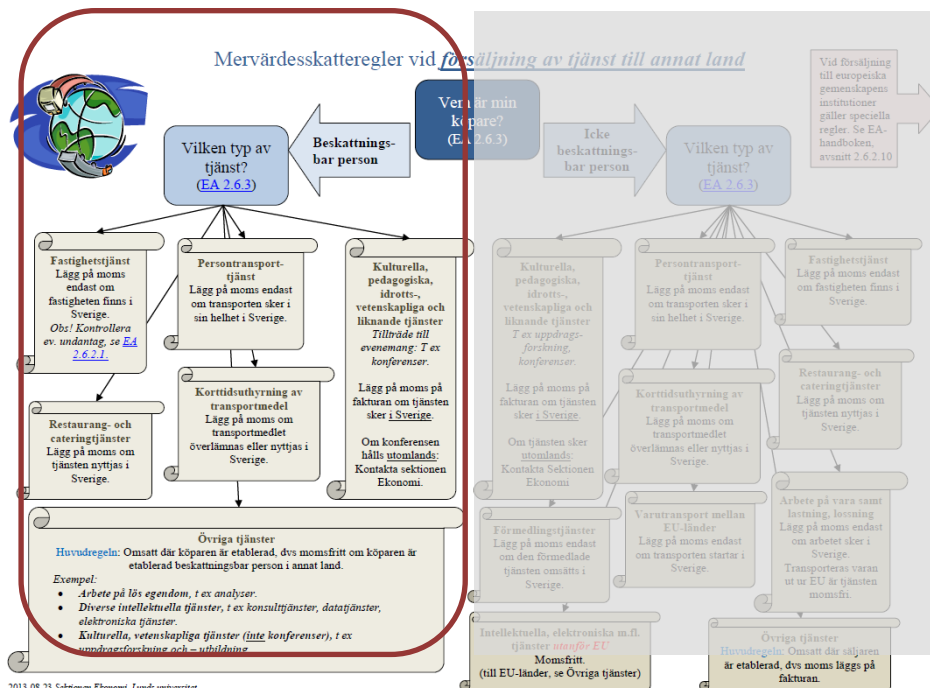 Mervärdesskatteregler vid försäljning av tjänst till annat land
Vem är min
köpare?
(EA 2.6.3)
Vid försäljning
till europeiska
gemenskapens
institutioner
gäller speciella
regler. Se EA-
handboken,
avsnitt 2.6.2.10
Beskattnings-
bar person
Icke
beskattnings-
bar person
Vilken typ av
tjänst?
(EA 2.6.3)
Vilken typ av
tjänst?
(EA 2.6.3)
Fastighetstjänst
Lägg på moms
endast om
fastigheten finns i
Sverige.
Obs! Kontrollera
ev. undantag, se EA
2.6.2.1.
Persontransport-
tjänst
Lägg på moms endast
om transporten sker i
sin helhet i Sverige.
Kulturella,
pedagogiska,
idrotts-,
vetenskapliga och
liknande tjänster
Tillträde till
evenemang: T ex
konferenser.
Lägg på moms på
fakturan om tjänsten
sker i Sverige.
Om konferensen
hålls utomlands:
Kontakta sektionen
Ekonomi.
Restaurang- och
cateringtjänster
Lägg på moms om
tjänsten nyttjas i
Sverige.
Korttidsuthyrning av
transportmedel
Lägg på moms om
transportmedlet
överlämnas eller nyttjas i
Sverige.
Övriga tjänster
Huvudregeln: Omsatt där köparen är etablerad, dvs momsfritt om köparen är
etablerad beskattningsbar person i annat land.
Exempel:
• Arbete på lös egendom, t ex analyser.
• Diverse intellektuella tjänster, t ex konsulttjänster, datatjänster,
elektroniska tjänster.
• Kulturella, vetenskapliga tjänster (inte konferenser), t ex
uppdragsforskning och – utbildning.
Kulturella,
pedagogiska,
idrotts-,
vetenskapliga och
liknande tjänster
T ex uppdrags-
forskning,
konferenser.
Lägg på moms på
fakturan om tjänsten
sker i Sverige.
Om tjänsten sker
utomlands:
Kontakta Sektionen
Ekonomi
Persontransport-
tjänst
Lägg på moms endast
om transporten sker i
sin helhet i Sverige.
Fastighetstjänst
Lägg på moms endast
om fastigheten finns i
Sverige.
Korttidsuthyrning av
transportmedel
Lägg på moms om
transportmedlet
överlämnas eller nyttjas i
Sverige.
Restaurang- och
cateringtjänster
Lägg på moms om
tjänsten nyttjas i
Sverige.
Förmedlingstjänster
Lägg på moms endast
om den förmedlade
tjänsten omsätts i
Sverige.
Varutransport mellan
EU-länder
Lägg på moms endast
om transporten startar i
Sverige.
Arbete på vara samt
lastning, lossning
Lägg på moms endast
om arbetet sker i
Sverige.
Transporteras varan
ut ur EU är tjänsten
momsfri.
Intellektuella, elektroniska m.fl.
tjänster utanför EU
Momsfritt.
(till EU-länder, se Övriga tjänster)
Övriga tjänster
Huvudregeln: Omsatt där säljaren
är etablerad, dvs moms läggs på
fakturan.
2013-08-23 Sektionen Ekonomi, Lunds universitet